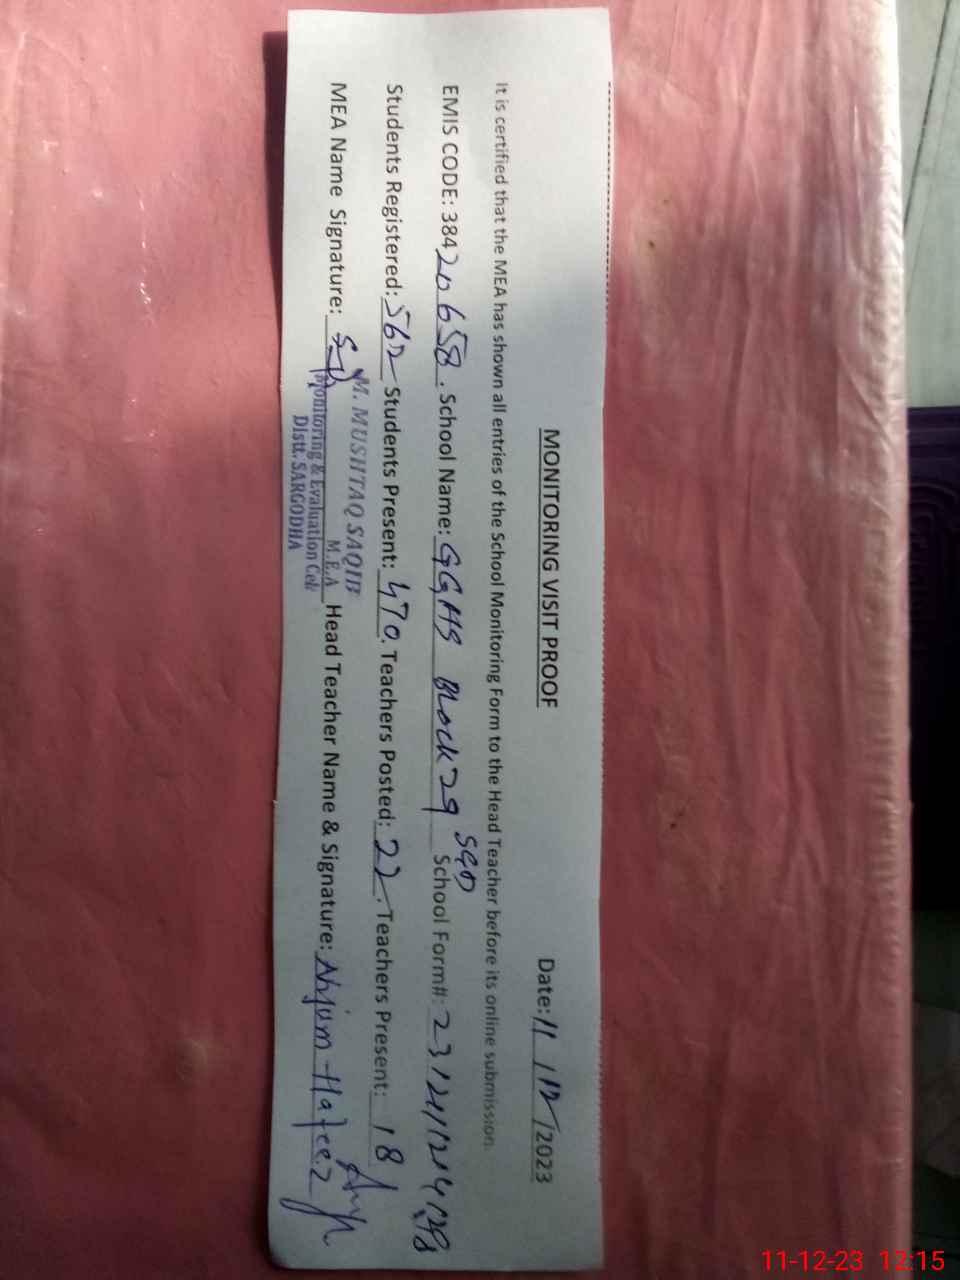 MONITORING VISIT PROOF Date: 11 / 12 /2023
It is certified that the MEA has shown all entries of the School Monitoring Form to the Head Teacher before its online submission.
EMIS CODE: 38420658. School Name: GGHS Block 29 SGD School Form#:
Students Registered: 562 Students Present: 470. Teachers Posted: 22. Teachers Present: 18
MEA Name Signature: Head Teacher Name & Signature: Hafeez
M. MUSHTAQ SAQIB
M.E.A
Monitoring & Evaluation Cell
Distt. SARGODHA
11-12-23 12:15